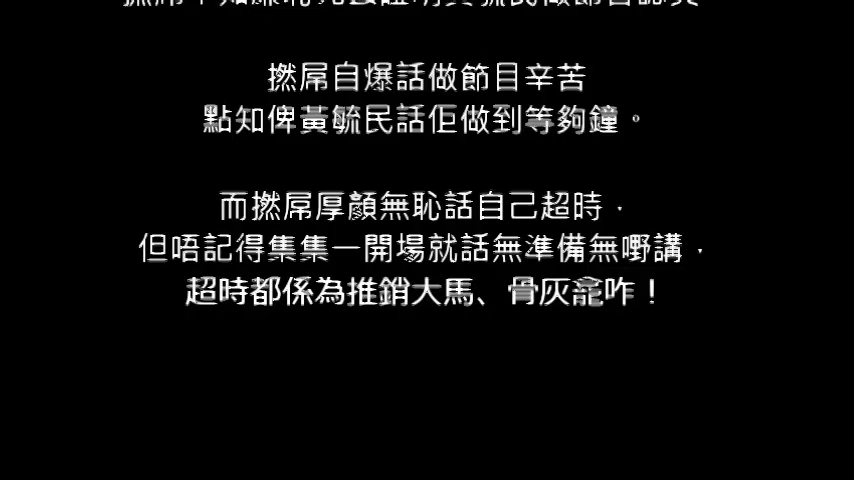 撚屌自爆話做節目辛苦
點知俾黃毓民話佢做到等夠鐘。
而撚屌厚顏無恥話自己超時，
但唔記得集集一開場就話無準備無嘢講，
超時都係為推銷大馬、骨灰龕咋！